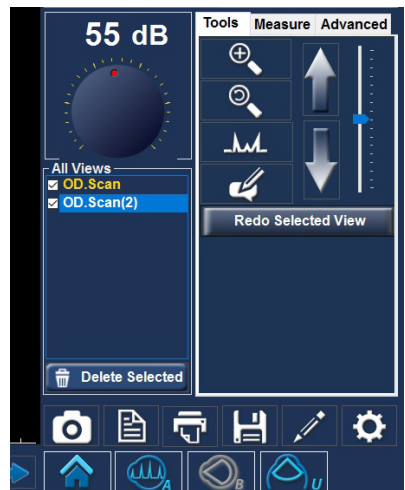 55 dB
Tools Measure Advanced
All Views
OD.Scan
OD.Scan(2)
Redo Selected View
Delete Selected
A
B
U